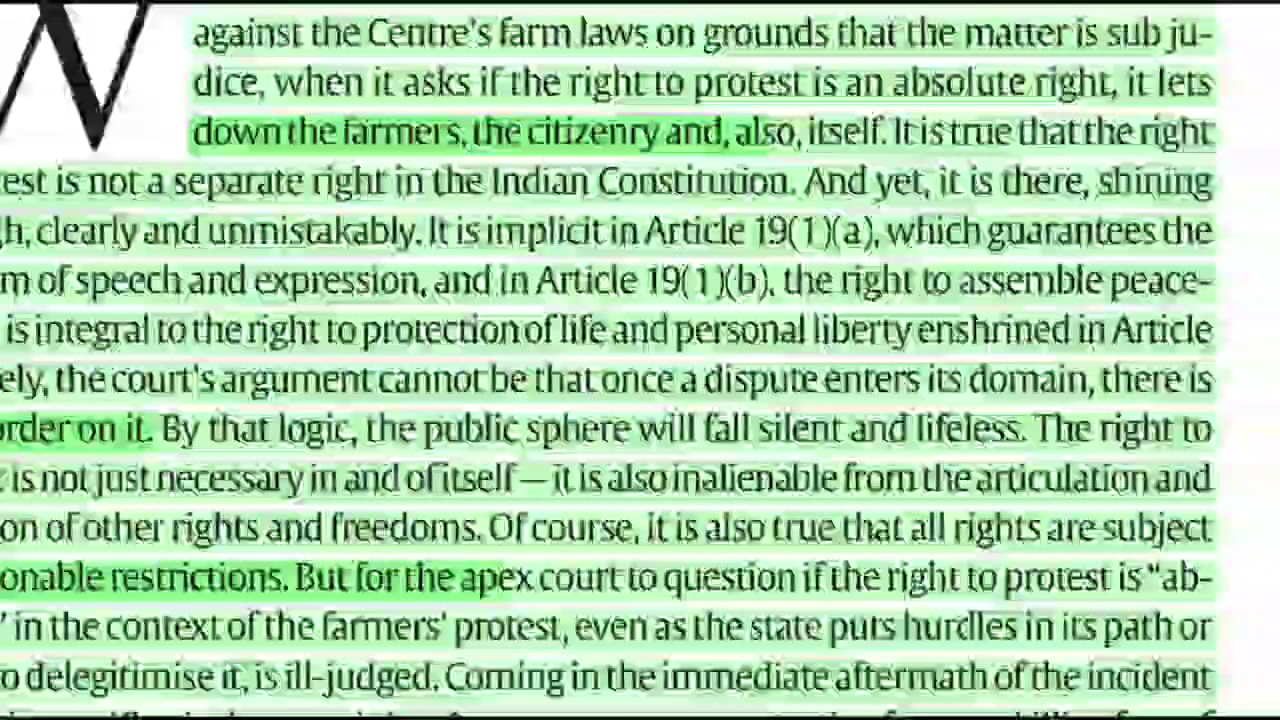 W
against the Centre's farm laws on grounds that the matter is sub ju-
dice, when it asks if the right to protest is an absolute right, it lets
down the farmers, the citizenry and, also, itself. It is true that the right
est is not a separate right in the Indian Constitution. And yet, it is there, shining
h, clearly and unmistakably. It is implicit in Article 19(1)(a), which guarantees the
m of speech and expression, and in Article 19(1)(b), the right to assemble peace-
is integral to the right to protection of life and personal liberty enshrined in Article
ely, the court's argument cannot be that once a dispute enters its domain, there is
order on it. By that logic, the public sphere will fall silent and lifeless. The right to
is not just necessary in and of itself — it is also inalienable from the articulation and
on of other rights and freedoms. Of course, it is also true that all rights are subject
onable restrictions. But for the apex court to question if the right to protest is “ab-
' in the context of the farmers' protest, even as the state puts hurdles in its path or
o delegitimise it, is ill-judged. Coming in the immediate aftermath of the incident